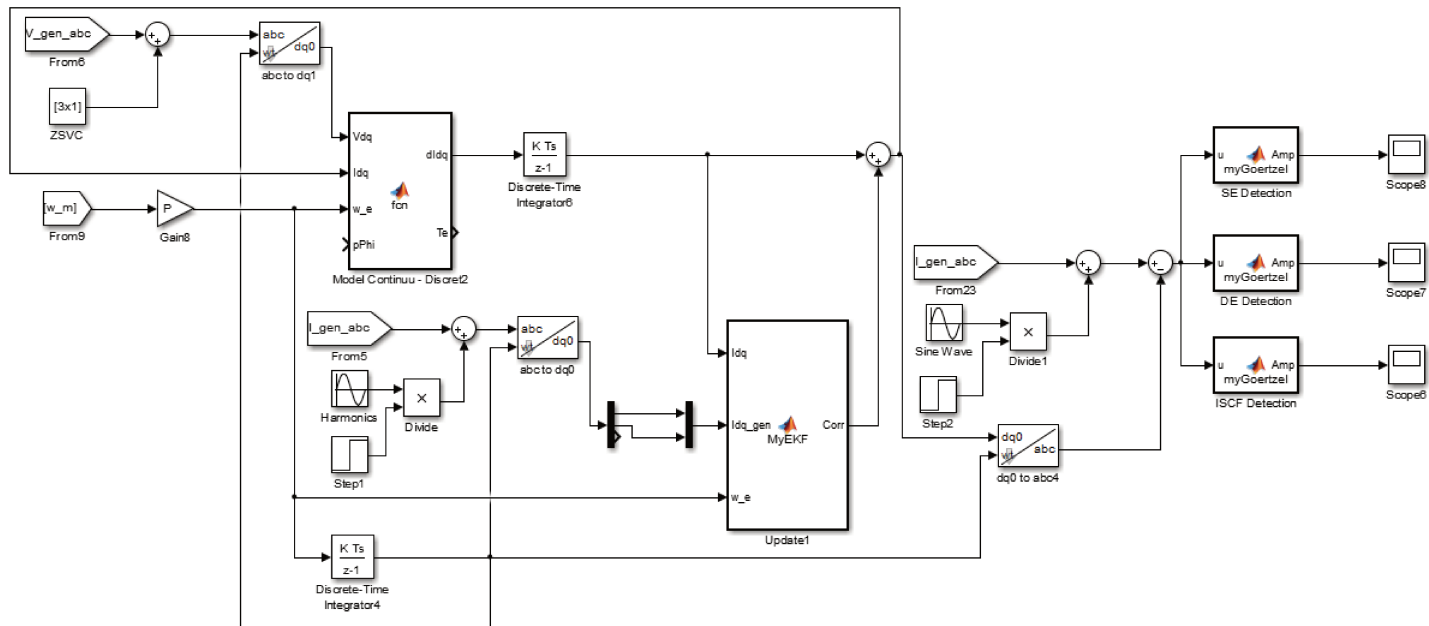 V_gen_abc
From6
[3x1]
ZSVC
abc
wt
dq0
abc to dq1
[w_m]
From9
P
Gain8
Vdq
Idq
w_e
pPhi
fcn
dIdq
Te
Model Continuu - Discret2
K Ts
z-1
Discrete-Time
Integrator6
I_gen_abc
From5
Harmonics
Divide
Step1
abc
wt
dq0
abc to dq0
K Ts
z-1
Discrete-Time
Integrator4
Idq
Idq_gen
w_e
MyEKF
Corr
Update1
I_gen_abc
From23
Sine Wave
Divide1
Step2
dq0
wt
abc
dq0 to abc4
u
Amp
myGoertzel
SE Detection
Scope8
u
Amp
myGoertzel
DE Detection
Scope7
u
Amp
myGoertzel
ISCF Detection
Scope6